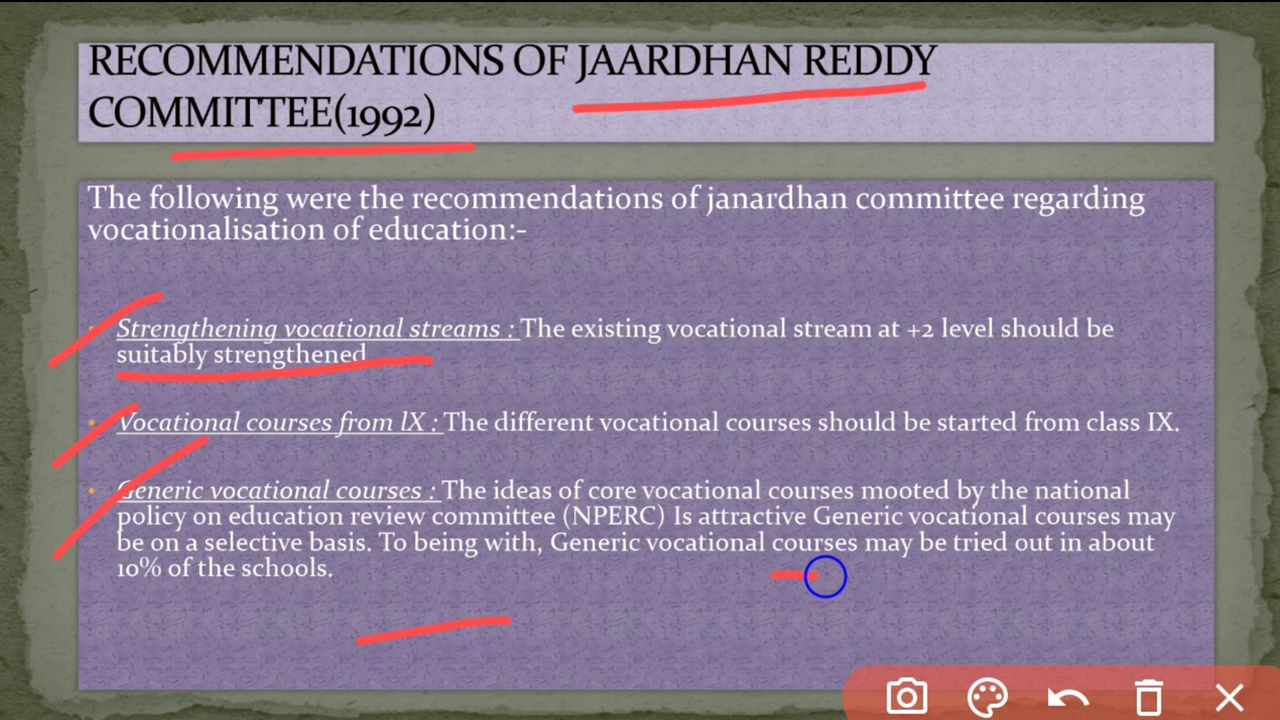 RECOMMENDATIONS OF JAARDHAN REDDY
COMMITTEE(1992)
The following were the recommendations of janardhan committee regarding
vocationalisation of education:-
• Strengthening vocational streams : The existing vocational stream at +2 level should be
suitably strengthened
• Vocational courses from lX : The different vocational courses should be started from class IX.
• Generic vocational courses : The ideas of core vocational courses mooted by the national
policy on education review committee (NPERC) Is attractive Generic vocational courses may
be on a selective basis. To being with, Generic vocational courses may be tried out in about
10% of the schools.